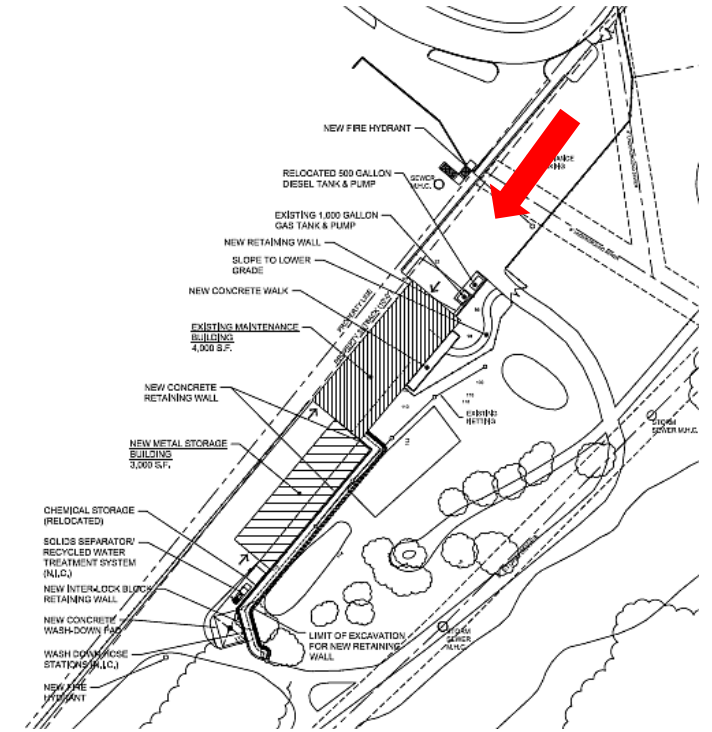 NEW FIRE HYDRANT
RELOCATED 500 GALLON
DIESEL TANK & PUMP
SEWER
M.H.C.
EXISTING 1,000 GALLON
GAS TANK & PUMP
NEW RETAINING WALL
SLOPE TO LOWER
GRADE
NEW CONCRETE WALK
PROPERTY LINE
EXISTING MAINTENANCE
BUILDING
4,000 S.F.
NEW CONCRETE
RETAINING WALL
EXISTING
NETTING
STORM
SEWER M.H.C.
NEW METAL STORAGE
BUILDING
3,000 S.F.
CHEMICAL STORAGE
(RELOCATED)
SOLIDS SEPARATOR/
RECYCLED WATER
TREATMENT SYSTEM
(N.I.C.)
NEW INTER-LOCK BLOCK
RETAINING WALL
NEW CONCRETE
WASH-DOWN PAD
LIMIT OF EXCAVATION
FOR NEW RETAINING
WALL
STORM
SEWER
M.H.C.
WASH DOWN HOSE
STATIONS (N.I.C.)
NEW FIRE
HYDRANT